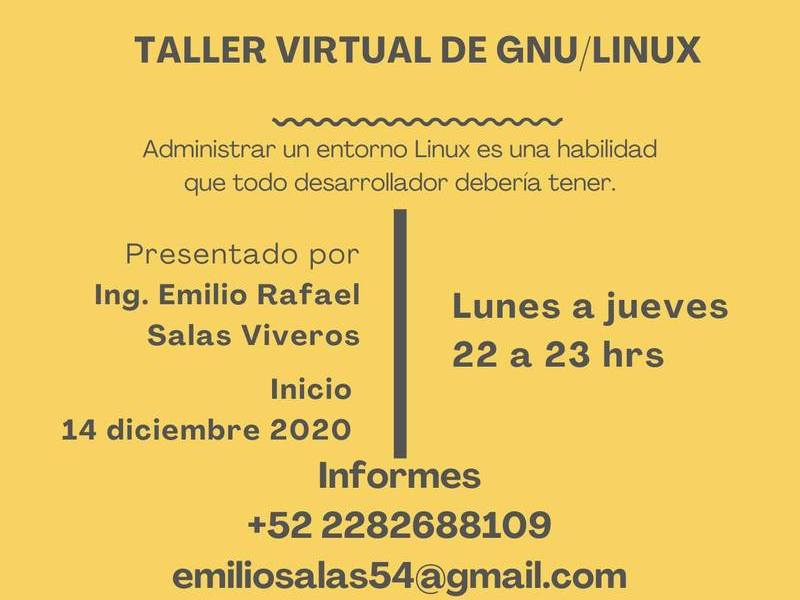 TALLER VIRTUAL DE GNU/LINUX
Administrar un entorno Linux es una habilidad
que todo desarrollador debería tener.
Presentado por
Ing. Emilio Rafael
Salas Viveros
Inicio
14 diciembre 2020
Lunes a jueves
22 a 23 hrs
Informes
+52 2282688109
emiliosalas54@gmail.com